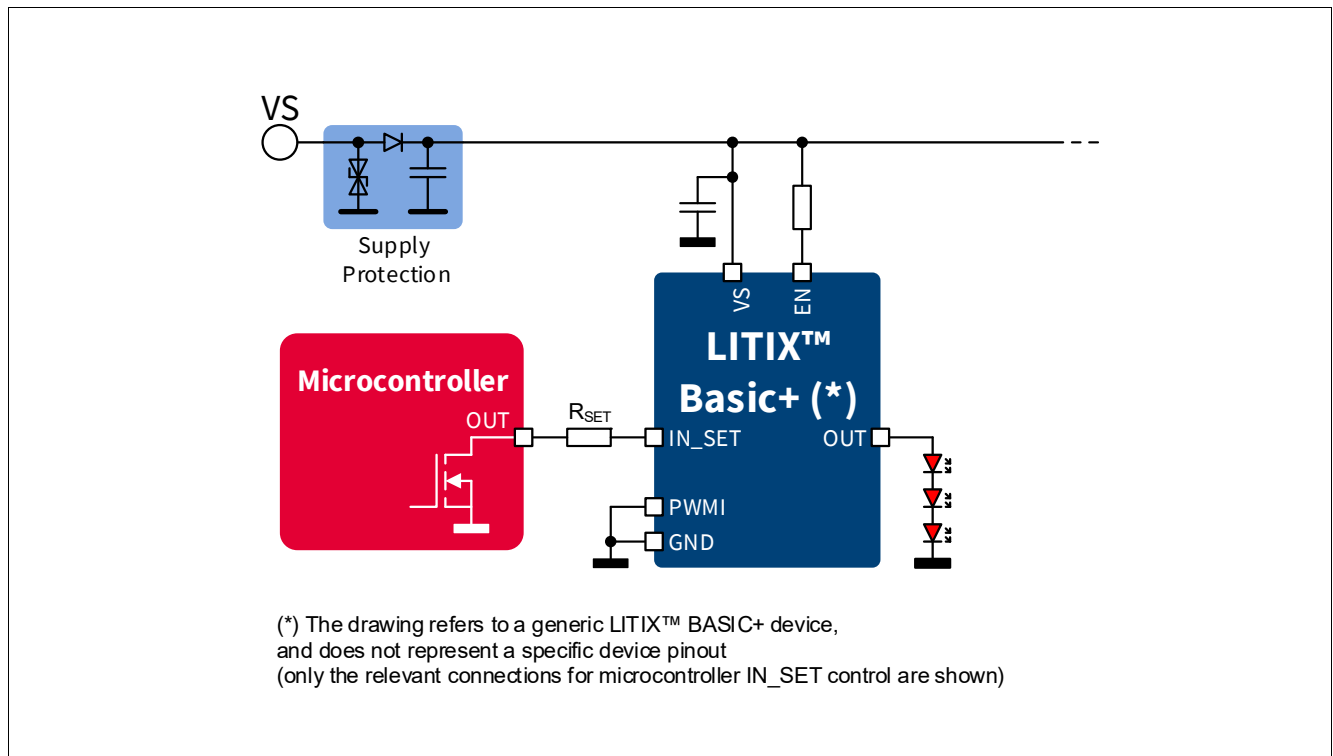 VS
Supply
Protection
VS
EN
LITIX™
Basic+ (*)
Microcontroller
OUT
RSET
IN_SET
OUT
PWMI
GND
(*) The drawing refers to a generic LITIX™ BASIC+ device,
and does not represent a specific device pinout
(only the relevant connections for microcontroller IN_SET control are shown)